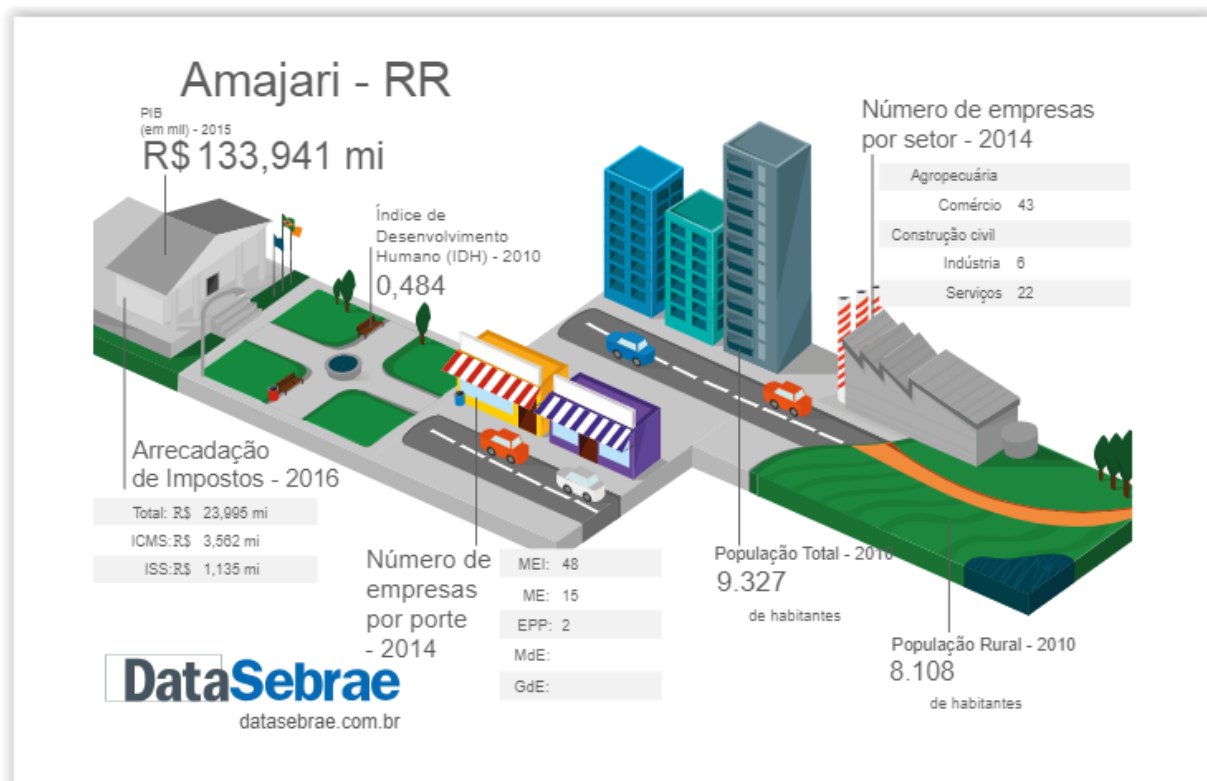 Amajari - RR
PIB
(em mil) - 2015
R$ 133,941 mi
Índice de
Desenvolvimento
Humano (IDH) - 2010
0,484
Número de empresas
por setor - 2014
Agropecuária
Comércio 43
Construção civil
Indústria 6
Serviços 22
Arrecadação
de Impostos - 2016
Total: R$ 23,995 mi
ICMS:R$ 3,562 mi
ISS:R$ 1,135 mi
Número de
empresas
por porte
- 2014
MEI: 48
ME: 15
EPP: 2
MdE:
GdE:
População Total - 2010
9.327
de habitantes
População Rural - 2010
8.108
de habitantes
DataSebrae
datasebrae.com.br